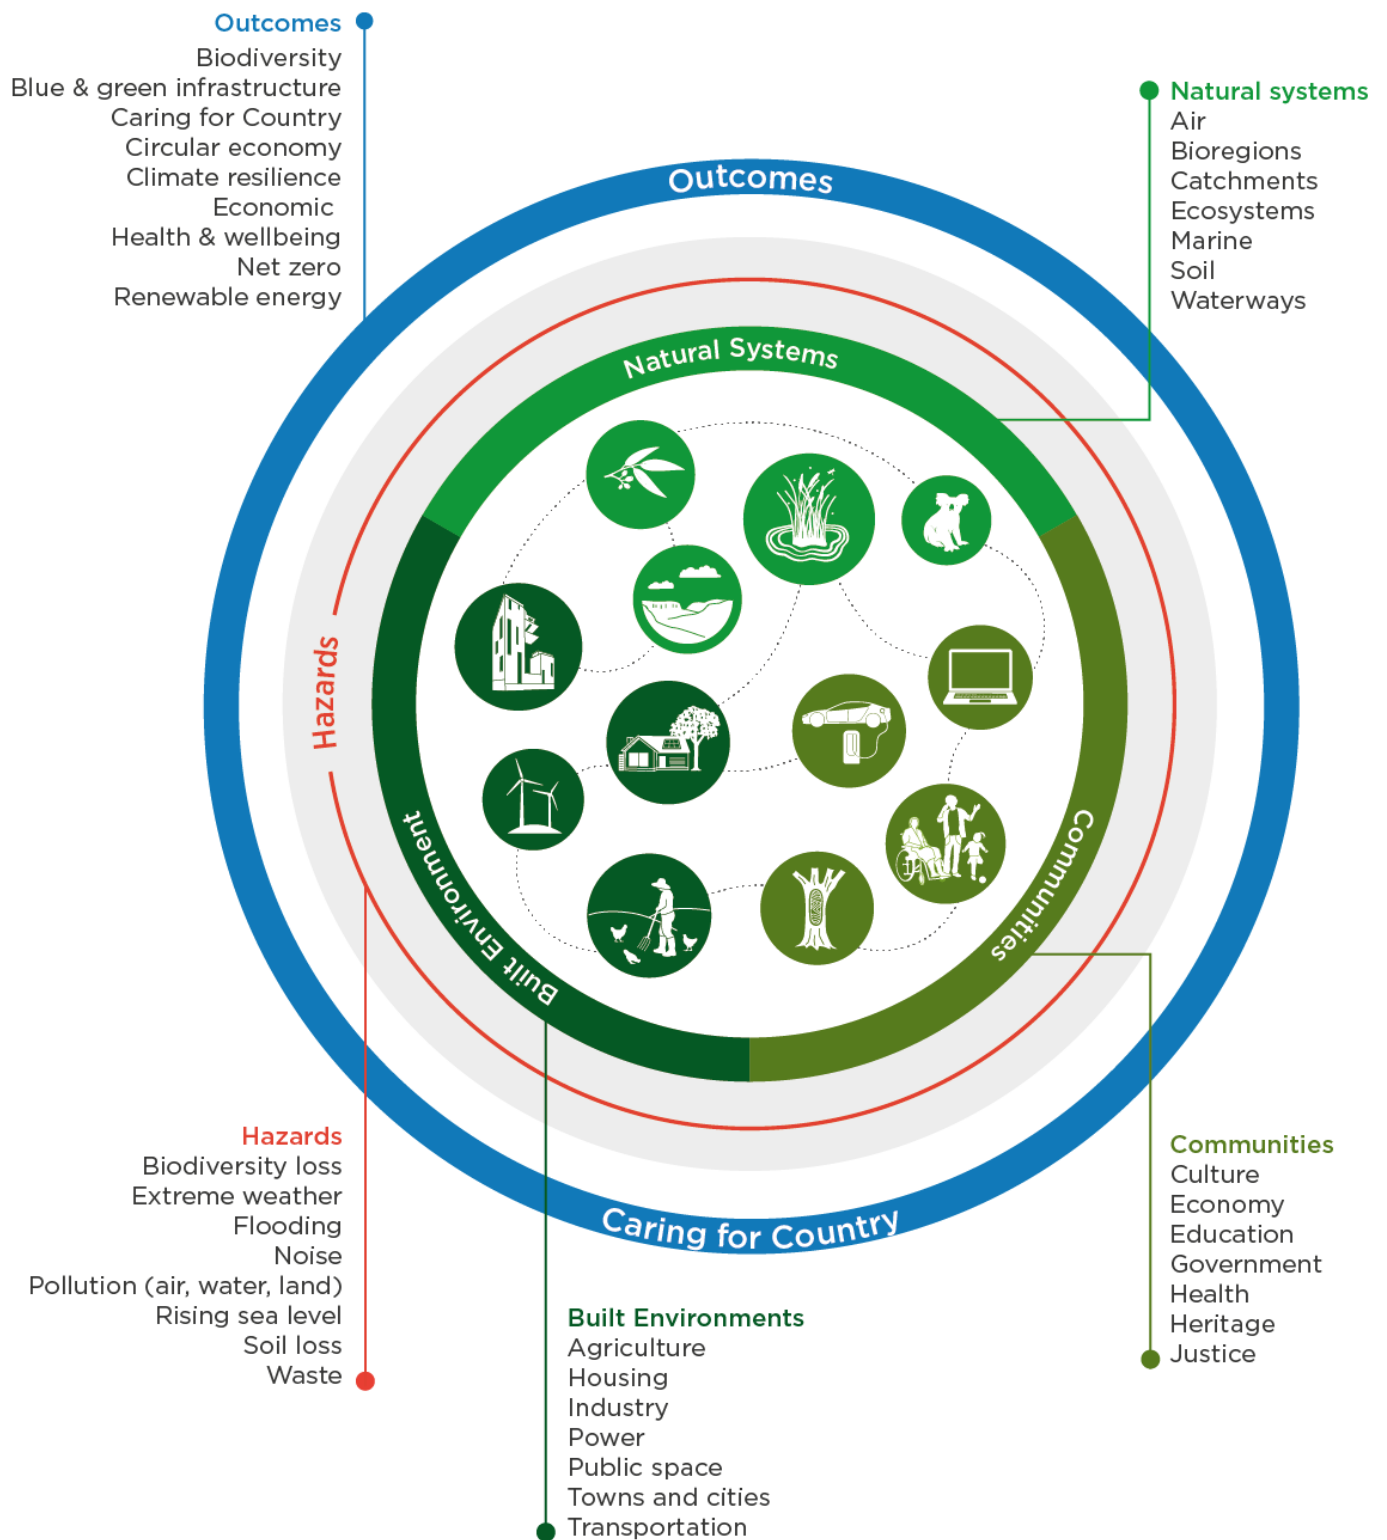 Outcomes
Biodiversity
Blue & green infrastructure
Caring for Country
Circular economy
Climate resilience
Economic
Health & wellbeing
Net zero
Renewable energy
Natural systems
Air
Bioregions
Catchments
Ecosystems
Marine
Soil
Waterways
Outcomes
Natural Systems
Hazards
Built Environment
Communities
Caring for Country
Hazards
Biodiversity loss
Extreme weather
Flooding
Noise
Pollution (air, water, land)
Rising sea level
Soil loss
Waste
Built Environments
Agriculture
Housing
Industry
Power
Public space
Towns and cities
Transportation
Communities
Culture
Economy
Education
Government
Health
Heritage
Justice